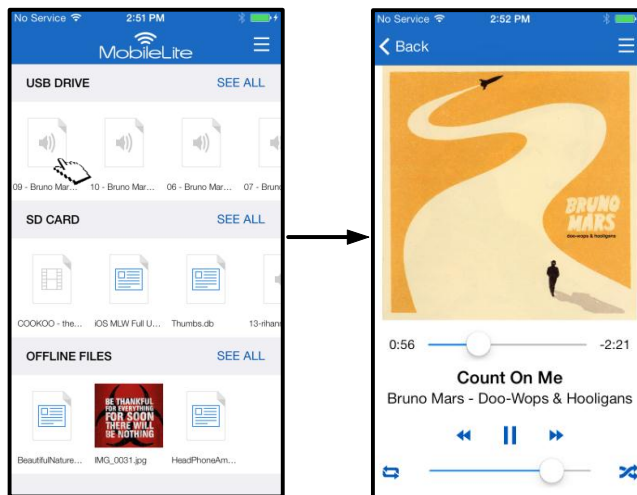 No Service 2:51 PM
MobileLite
USB DRIVE SEE ALL
09 - Bruno Mar... 10 - Bruno Mar... 06 - Bruno Mar... 07 - Brun
SD CARD SEE ALL
COOKOO - the... iOS MLW Full U... Thumbs.db 13-rihann
OFFLINE FILES SEE ALL
BE THANKFUL
FOR EVERYTHING
FOR SOON
THERE WILL
BE NOTHING
BeautifulNature... IMG_0031.jpg HeadPhoneAm...
No Service 2:52 PM
Back
BRUNO
MARS
doo-wops & hooligans
0:56 -2:21
Count On Me
Bruno Mars - Doo-Wops & Hooligans